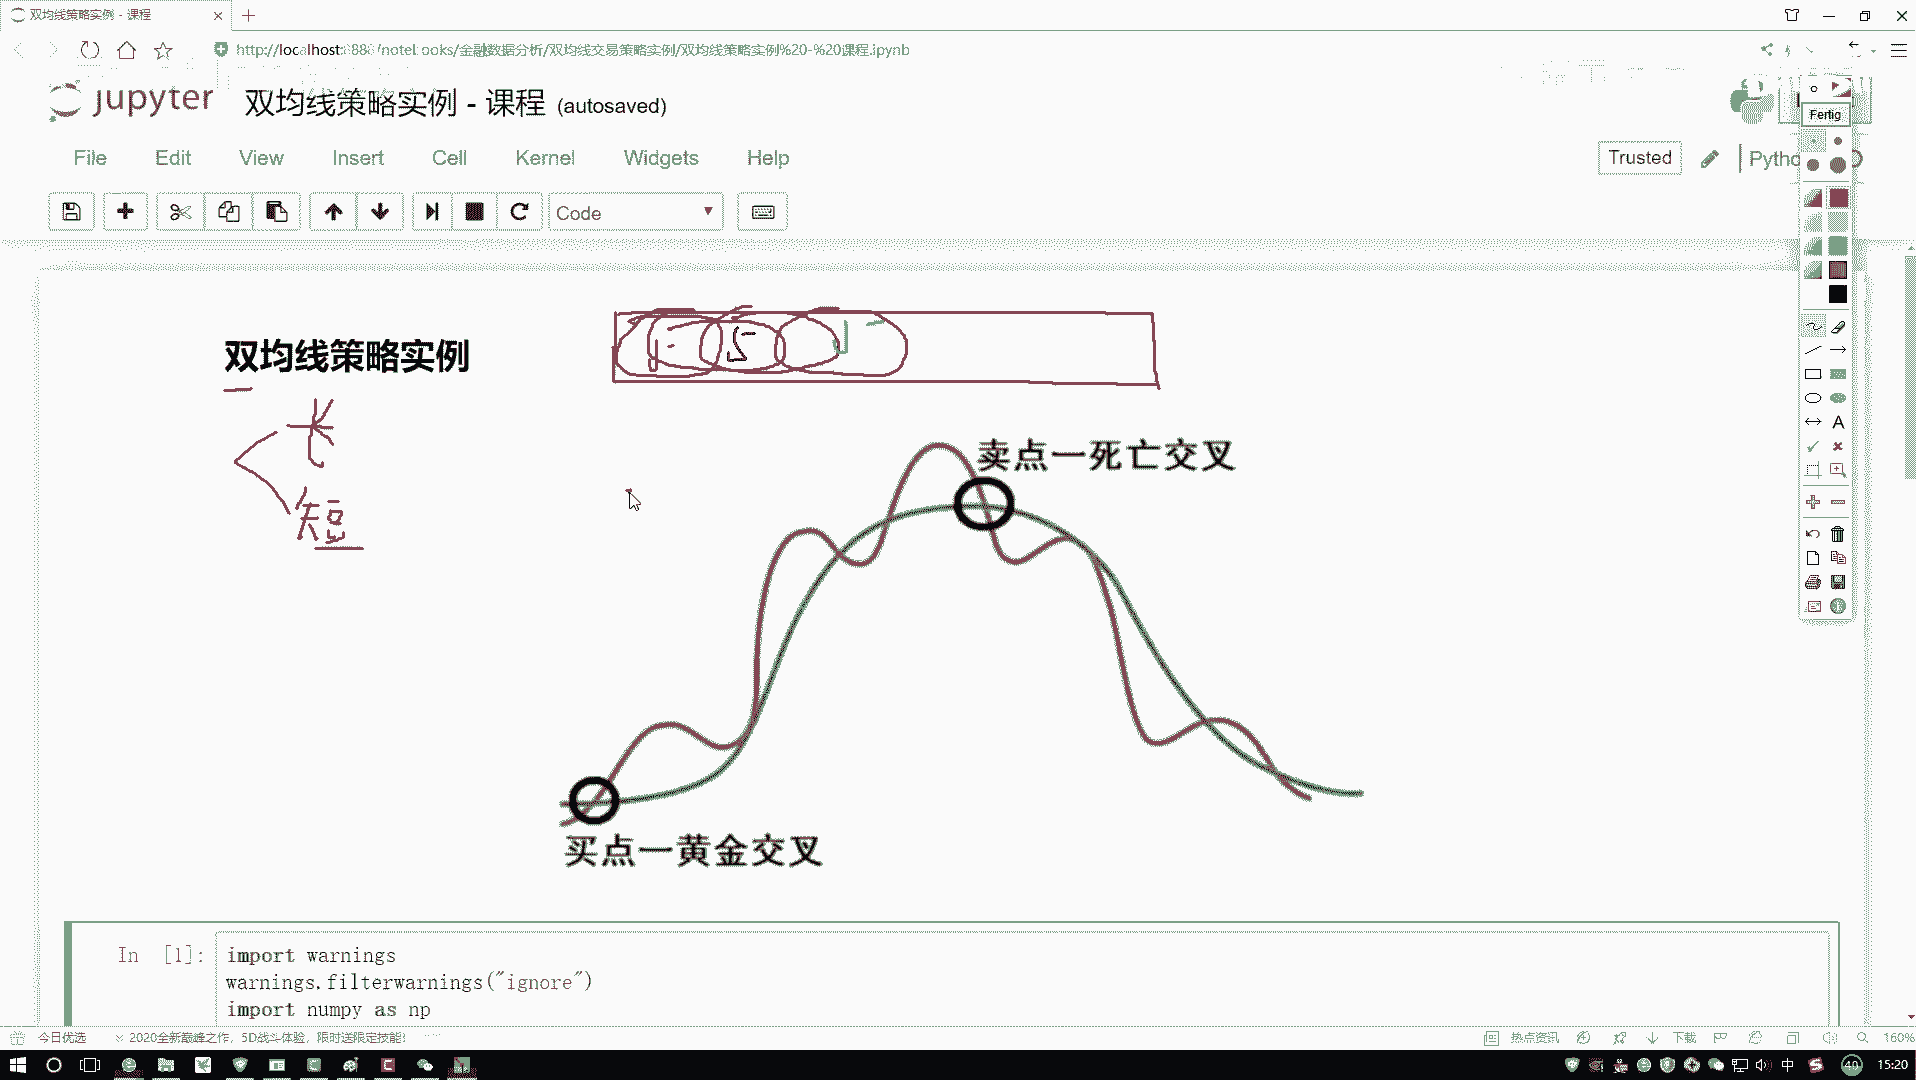 双均线策略实例 - 课程
http://localhost:888/notebooks/金融数据分析/双均线交易策略实例/双均线策略实例%20-%20课程.ipynb
jupyter 双均线策略实例 - 课程 (autosaved)
Fertig
File Edit View Insert Cell Kernel Widgets Help
Trusted
Code
双均线策略实例
5
长
短
卖点一死亡交叉
买点一黄金交叉
In [1]: import warnings
warnings.filterwarnings("ignore")
import numpy as np
今日优选 2020全新巅峰之作，5D战斗体验，限时送限定技能！ 热点资讯 下载 160%
中 40 15:20